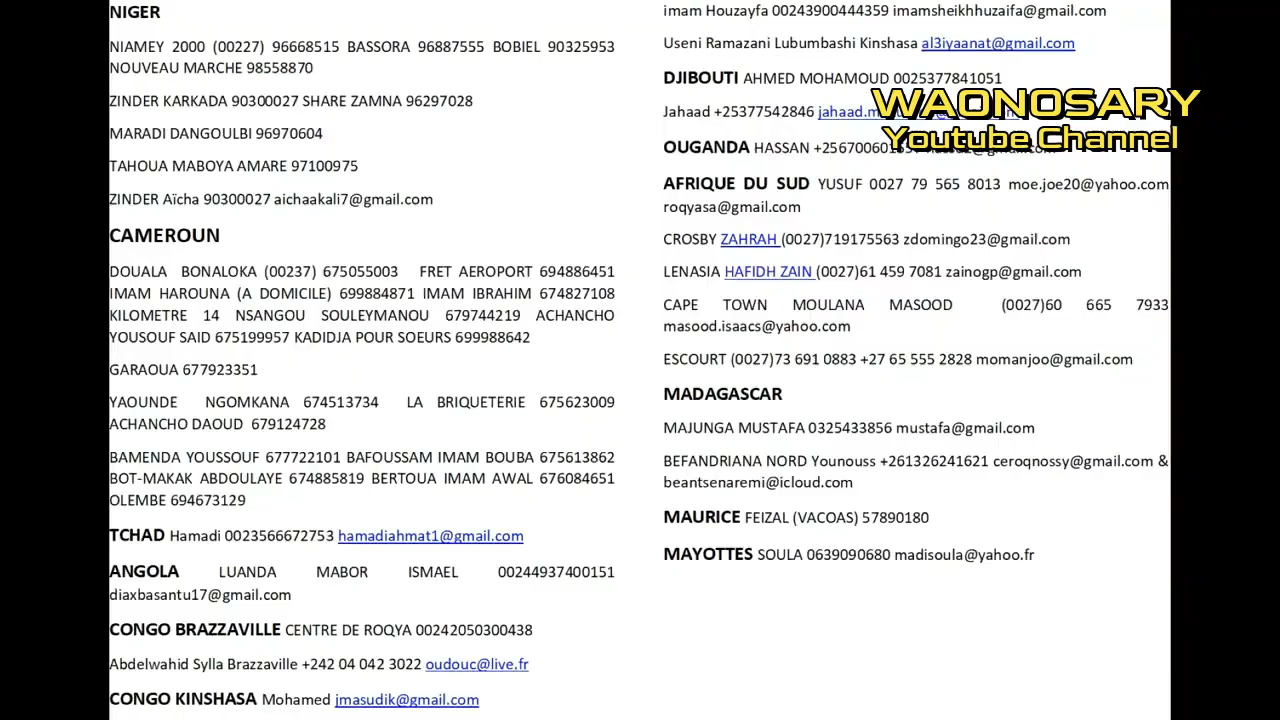 NIGER
NIAMEY 2000 (00227) 96668515 BASSORA 96887555 BOBIEL 90325953
NOUVEAU MARCHE 98558870
ZINDER KARKADA 90300027 SHARE ZAMNA 96297028
MARADI DANGOULBI 96970604
TAHOUA MABOYA AMARE 97100975
ZINDER Aïcha 90300027 aichaakali7@gmail.com
CAMEROUN
DOUALA BONALOKA (00237) 675055003 FRET AEROPORT 694886451
IMAM HAROUNA (A DOMICILE) 699884871 IMAM IBRAHIM 674827108
KILOMETRE 14 NSANGOU SOULEYMANOU 679744219 ACHANCHO
YOUSOUF SAID 675199957 KADIDJA POUR SOEURS 699988642
GARAOUA 677923351
YAOUNDE NGOMKANA 674513734 LA BRIQUETERIE 675623009
ACHANCHO DAOUD 679124728
BAMENDA YOUSSOUF 677722101 BAFOUSSAM IMAM BOUBA 675613862
BOT-MAKAK ABDOULAYE 674885819 BERTOUA IMAM AWAL 676084651
OLEMBE 694673129
TCHAD Hamadi 0023566672753 hamadiahmat1@gmail.com
ANGOLA LUANDA MABOR ISMAEL 00244937400151
diaxbasantu17@gmail.com
CONGO BRAZZAVILLE CENTRE DE ROQYA 00242050300438
Abdelwahid Sylla Brazzaville +242 04 042 3022 oudouc@live.fr
CONGO KINSHASA Mohamed jmasudik@gmail.com
imam Houzayfa 00243900444359 imamsheikhhuzaifa@gmail.com
Useni Ramazani Lubumbashi Kinshasa al3iyaanat@gmail.com
DJIBOUTI AHMED MOHAMOUD 0025377841051
Jahaad +25377542846
OUGANDA HASSAN
AFRIQUE DU SUD YUSUF 0027 79 565 8013 moe.joe20@yahoo.com
roqyasa@gmail.com
CROSBY ZAHRAH (0027)719175563 zdomingo23@gmail.com
LENASIA HAFIDH ZAIN (0027)61 459 7081 zainogp@gmail.com
CAPE TOWN MOULANA MASOOD (0027)60 665 7933
masood.isaacs@yahoo.com
ESCOURT (0027)73 691 0883 +27 65 555 2828 momanjoo@gmail.com
MADAGASCAR
MAJUNGA MUSTAFA 0325433856 mustafa@gmail.com
BEFANDRIANA NORD Younouss +261326241621 ceroqnossy@gmail.com &
beantsenaremi@icloud.com
MAURICE FEIZAL (VACOAS) 57890180
MAYOTTES SOULA 0639090680 madisoula@yahoo.fr
WAONOSARY
Youtube Channel